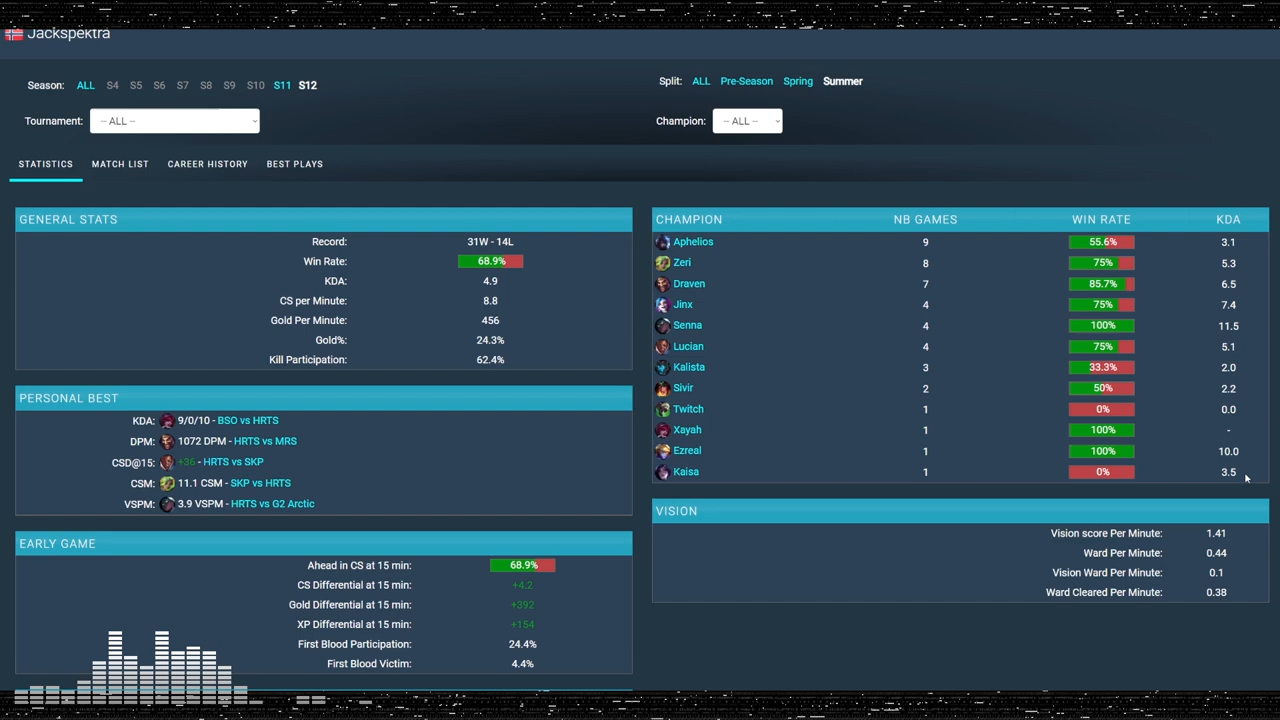 Jackspektra
Season: ALL S4 S5 S6 S7 S8 S9 S10 S11 S12
Split: ALL Pre-Season Spring Summer
Tournament: -- ALL --
Champion: -- ALL --
STATISTICS MATCH LIST CAREER HISTORY BEST PLAYS
GENERAL STATS
Record: 31W - 14L
Win Rate: 68.9%
KDA: 4.9
CS per Minute: 8.8
Gold Per Minute: 456
Gold%: 24.3%
Kill Participation: 62.4%
PERSONAL BEST
KDA: 9/0/10 - BSO vs HRTS
DPM: 1072 DPM - HRTS vs MRS
CSD@15: +36 - HRTS vs SKP
CSM: 11.1 CSM - SKP vs HRTS
VSPM: 3.9 VSPM - HRTS vs G2 Arctic
EARLY GAME
Ahead in CS at 15 min: 68.9%
CS Differential at 15 min: +4.2
Gold Differential at 15 min: +392
XP Differential at 15 min: +154
First Blood Participation: 24.4%
First Blood Victim: 4.4%
CHAMPION NB GAMES WIN RATE KDA
Aphelios 9 55.6% 3.1
Zeri 8 75% 5.3
Draven 7 85.7% 6.5
Jinx 4 75% 7.4
Senna 4 100% 11.5
Lucian 4 75% 5.1
Kalista 3 33.3% 2.0
Sivir 2 50% 2.2
Twitch 1 0% 0.0
Xayah 1 100% -
Ezreal 1 100% 10.0
Kaisa 1 0% 3.5
VISION
Vision score Per Minute: 1.41
Ward Per Minute: 0.44
Vision Ward Per Minute: 0.1
Ward Cleared Per Minute: 0.38